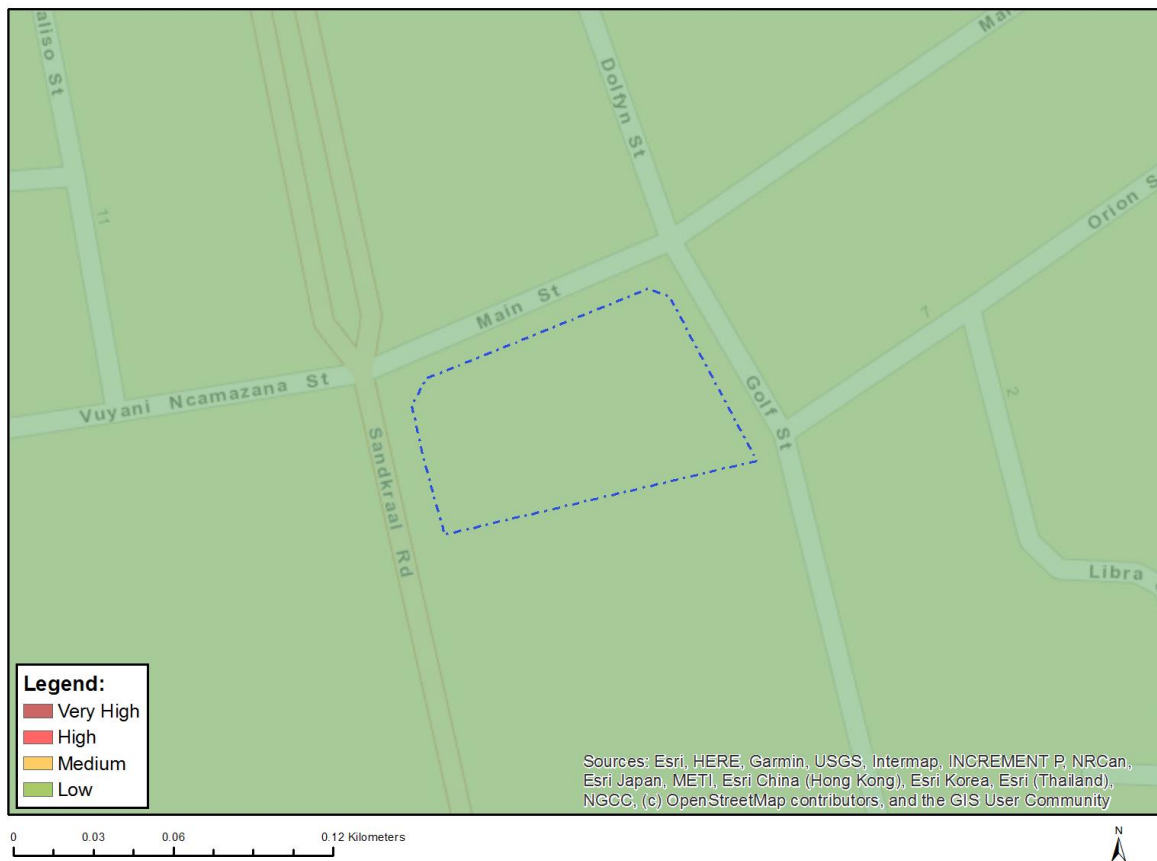 aliso St
11
Dolfyn St
Mai
Orion S
7
Main St
Vuyani Ncamazana St
Golf St
2
Sandkraal Rd
Libra
Legend:
Very High
High
Medium
Low
Sources: Esri, HERE, Garmin, USGS, Intermap, INCREMENT P, NRCan,
Esri Japan, METI, Esri China (Hong Kong), Esri Korea, Esri (Thailand),
NGCC, (c) OpenStreetMap contributors, and the GIS User Community
0 0.03 0.06 0.12 Kilometers
N